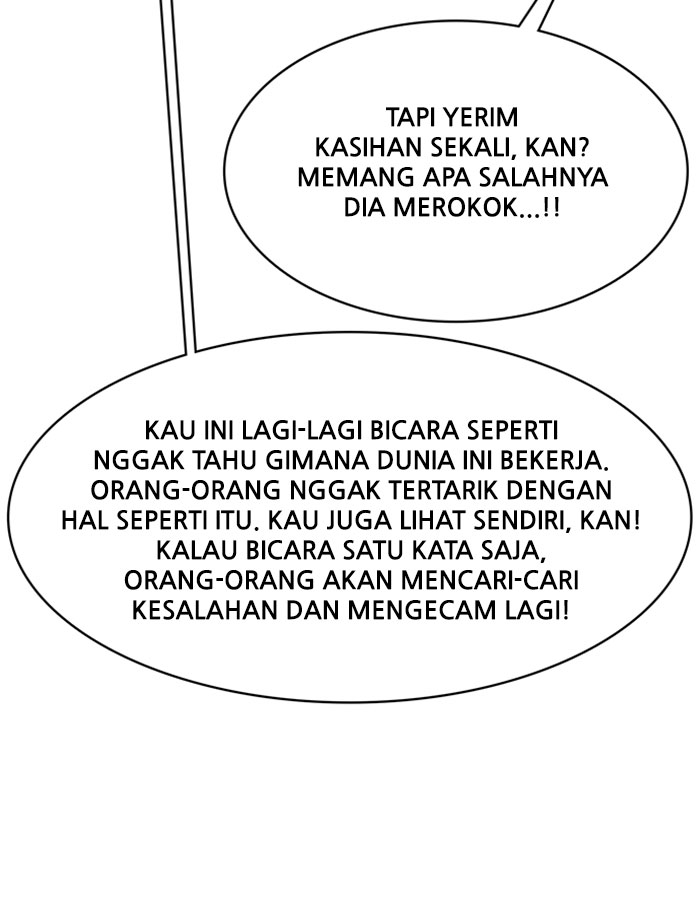 TAPI YERIM
KASIHAN SEKALI, KAN?
MEMANG APA SALAHNYA
DIA MEROKOK...!!
KAU INI LAGI-LAGI BICARA SEPERTI
NGGAK TAHU GIMANA DUNIA INI BEKERJA.
ORANG-ORANG NGGAK TERTARIK DENGAN
HAL SEPERTI ITU. KAU JUGA LIHAT SENDIRI, KAN!
KALAU BICARA SATU KATA SAJA,
ORANG-ORANG AKAN MENCARI-CARI
KESALAHAN DAN MENGECAM LAGI!